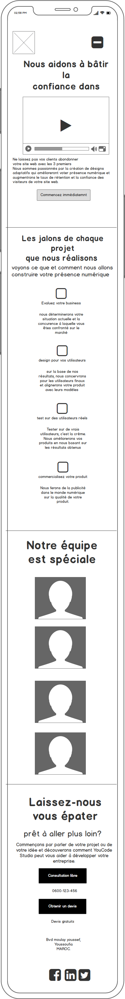 02:58 PM
Nous aidons à bâtir
la
confiance dans
Ne laissez pas vos clients abondonner
votre site web avec les 3 premiers
Nous sommes passionnés par la création de désigns
adaptatifs qui amélioreront voter présence numérique et
augmentrons le taux de rétention et la confiance des
visiteurs de votre site web.
Commencez immédiatemnt
Les jalons de chaque
projet
que nous réalisons
voyons ce que et comment nous allons
construire votre présence numérique
Evaluez votre business
nous déterminerons votre
situation actuelle et la
concurence à laquelle vous
êtes confronté sur le
marché
design pour vos utilisateurs
sur la base de nos
résultats, nous concervrons
pour les utilisateurs finaux
et alignerons votre produit
avec leurs modèles
test sur des utilisateurs réels
Tester sur de vrais
utilisateurs, c'est la crème.
Nous améliorerons vos
produits en nous basant sur
les résultats obtenus
commercialisez votre produit
Nous ferons de la publicité
dans le monde numérique
sur la qualité de votre
produit.
Notre équipe
est spéciale
Laissez-nous
vous épater
prêt à aller plus loin?
Commençons par parler de votre projet ou de
votre idée et découverons comment YouCode
Studio peut vous aider à développer votre
entreprise.
Consultation libre
0600-123-456
Obtenir un devis
Devis gratuits
Bvd moulay youssef,
Youssoufia
MAROC.